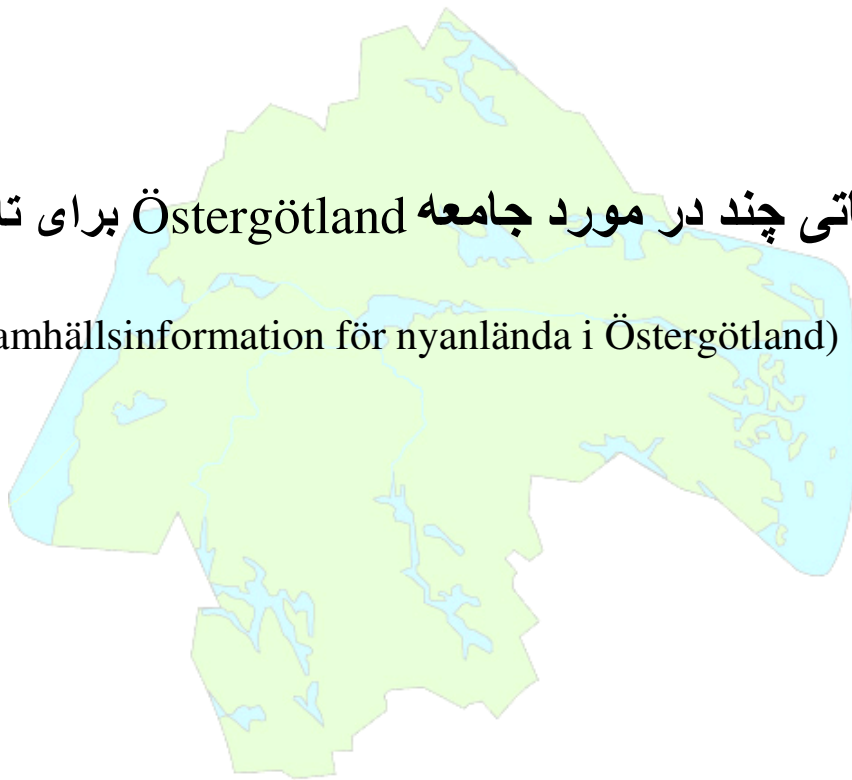 چند در مورد جامعه Östergötland برای
för nyanlända i Östergötland)